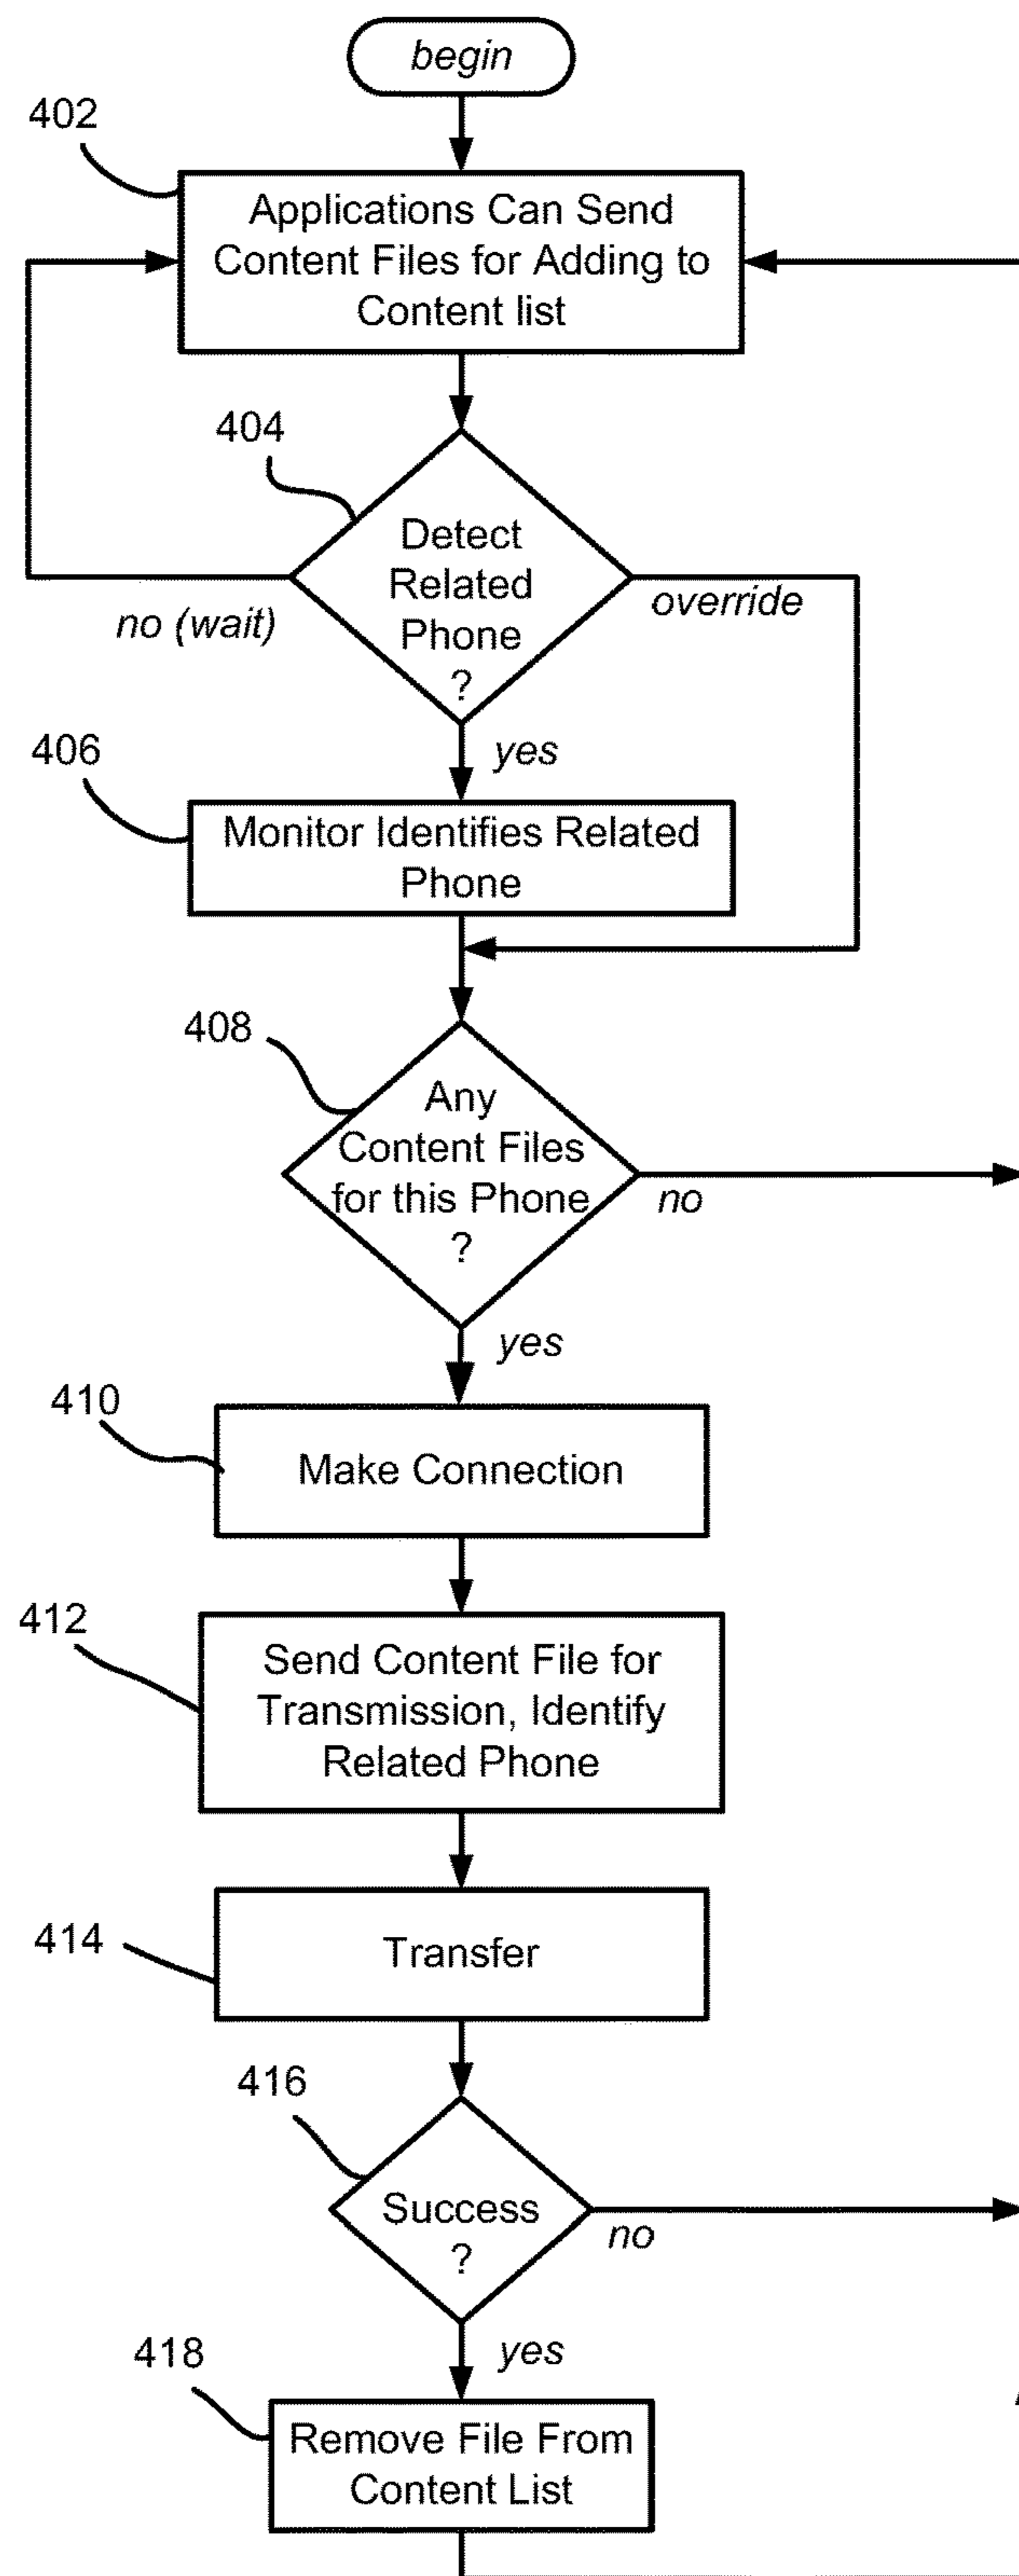 begin
402
Applications Can Send
Content Files for Adding to
Content list
404
Detect
Related
Phone
?
no (wait)
override
yes
406
Monitor Identifies Related
Phone
408
Any
Content Files
for this Phone
?
no
yes
410
Make Connection
412
Send Content File for
Transmission, Identify
Related Phone
414
Transfer
416
Success
?
no
yes
418
Remove File From
Content List